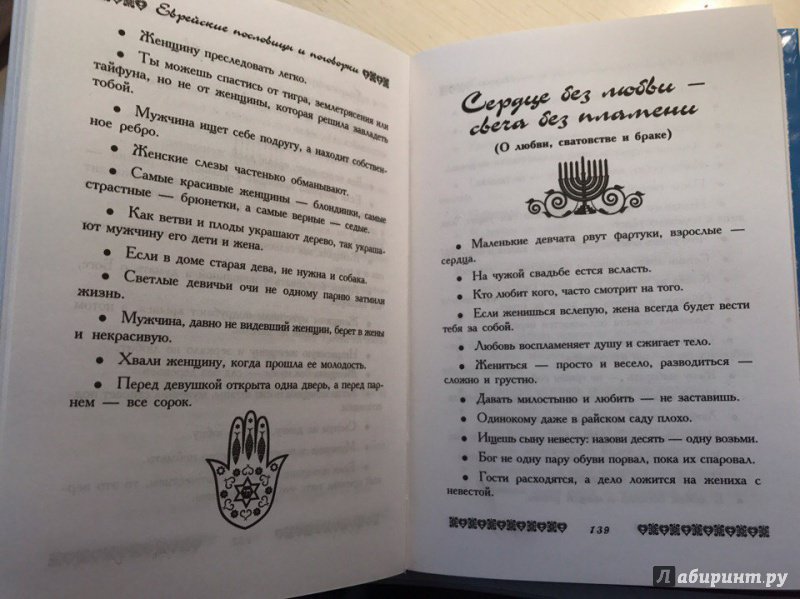 Еврейские пословицы и поговорки
• Женщину преследовать легко.
• Ты можешь спастись от тигра, землетрясения или
тайфуна, но не от женщины, которая решила завладеть
тобой.
• Мужчина ищет себе подругу, а находит собствен-
ное ребро.
• Женские слезы частенько обманывают.
• Самые красивые женщины — блондинки, самые
страстные — брюнетки, а самые верные — седые.
• Как ветви и плоды украшают дерево, так украша-
ют мужчину его дети и жена.
• Если в доме старая дева, не нужна и собака.
• Светлые девичьи очи не одному парню затмили
жизнь.
• Мужчина, давно не видевший женщин, берет в жены
и некрасивую.
• Хвали женщину, когда прошла ее молодость.
• Перед девушкой открыта одна дверь, а перед пар-
нем — все сорок.
Сердце без любви —
свеча без пламени
(О любви, сватовстве и браке)
• Маленькие девчата рвут фартуки, взрослые —
сердца.
• На чужой свадьбе естся всласть.
• Кто любит кого, часто смотрит на того.
• Если женишься вслепую, жена всегда будет вести
тебя за собой.
• Любовь воспламеняет душу и сжигает тело.
• Жениться — просто и весело, разводиться —
сложно и грустно.
• Давать милостыню и любить — не заставишь.
• Одинокому даже в райском саду плохо.
• Ищешь сыну невесту: назови десять — одну возьми.
• Бог не одну пару обуви порвал, пока их спаровал.
• Гости расходятся, а дело ложится на жениха с
невестой.
139
Лабиринт.ру